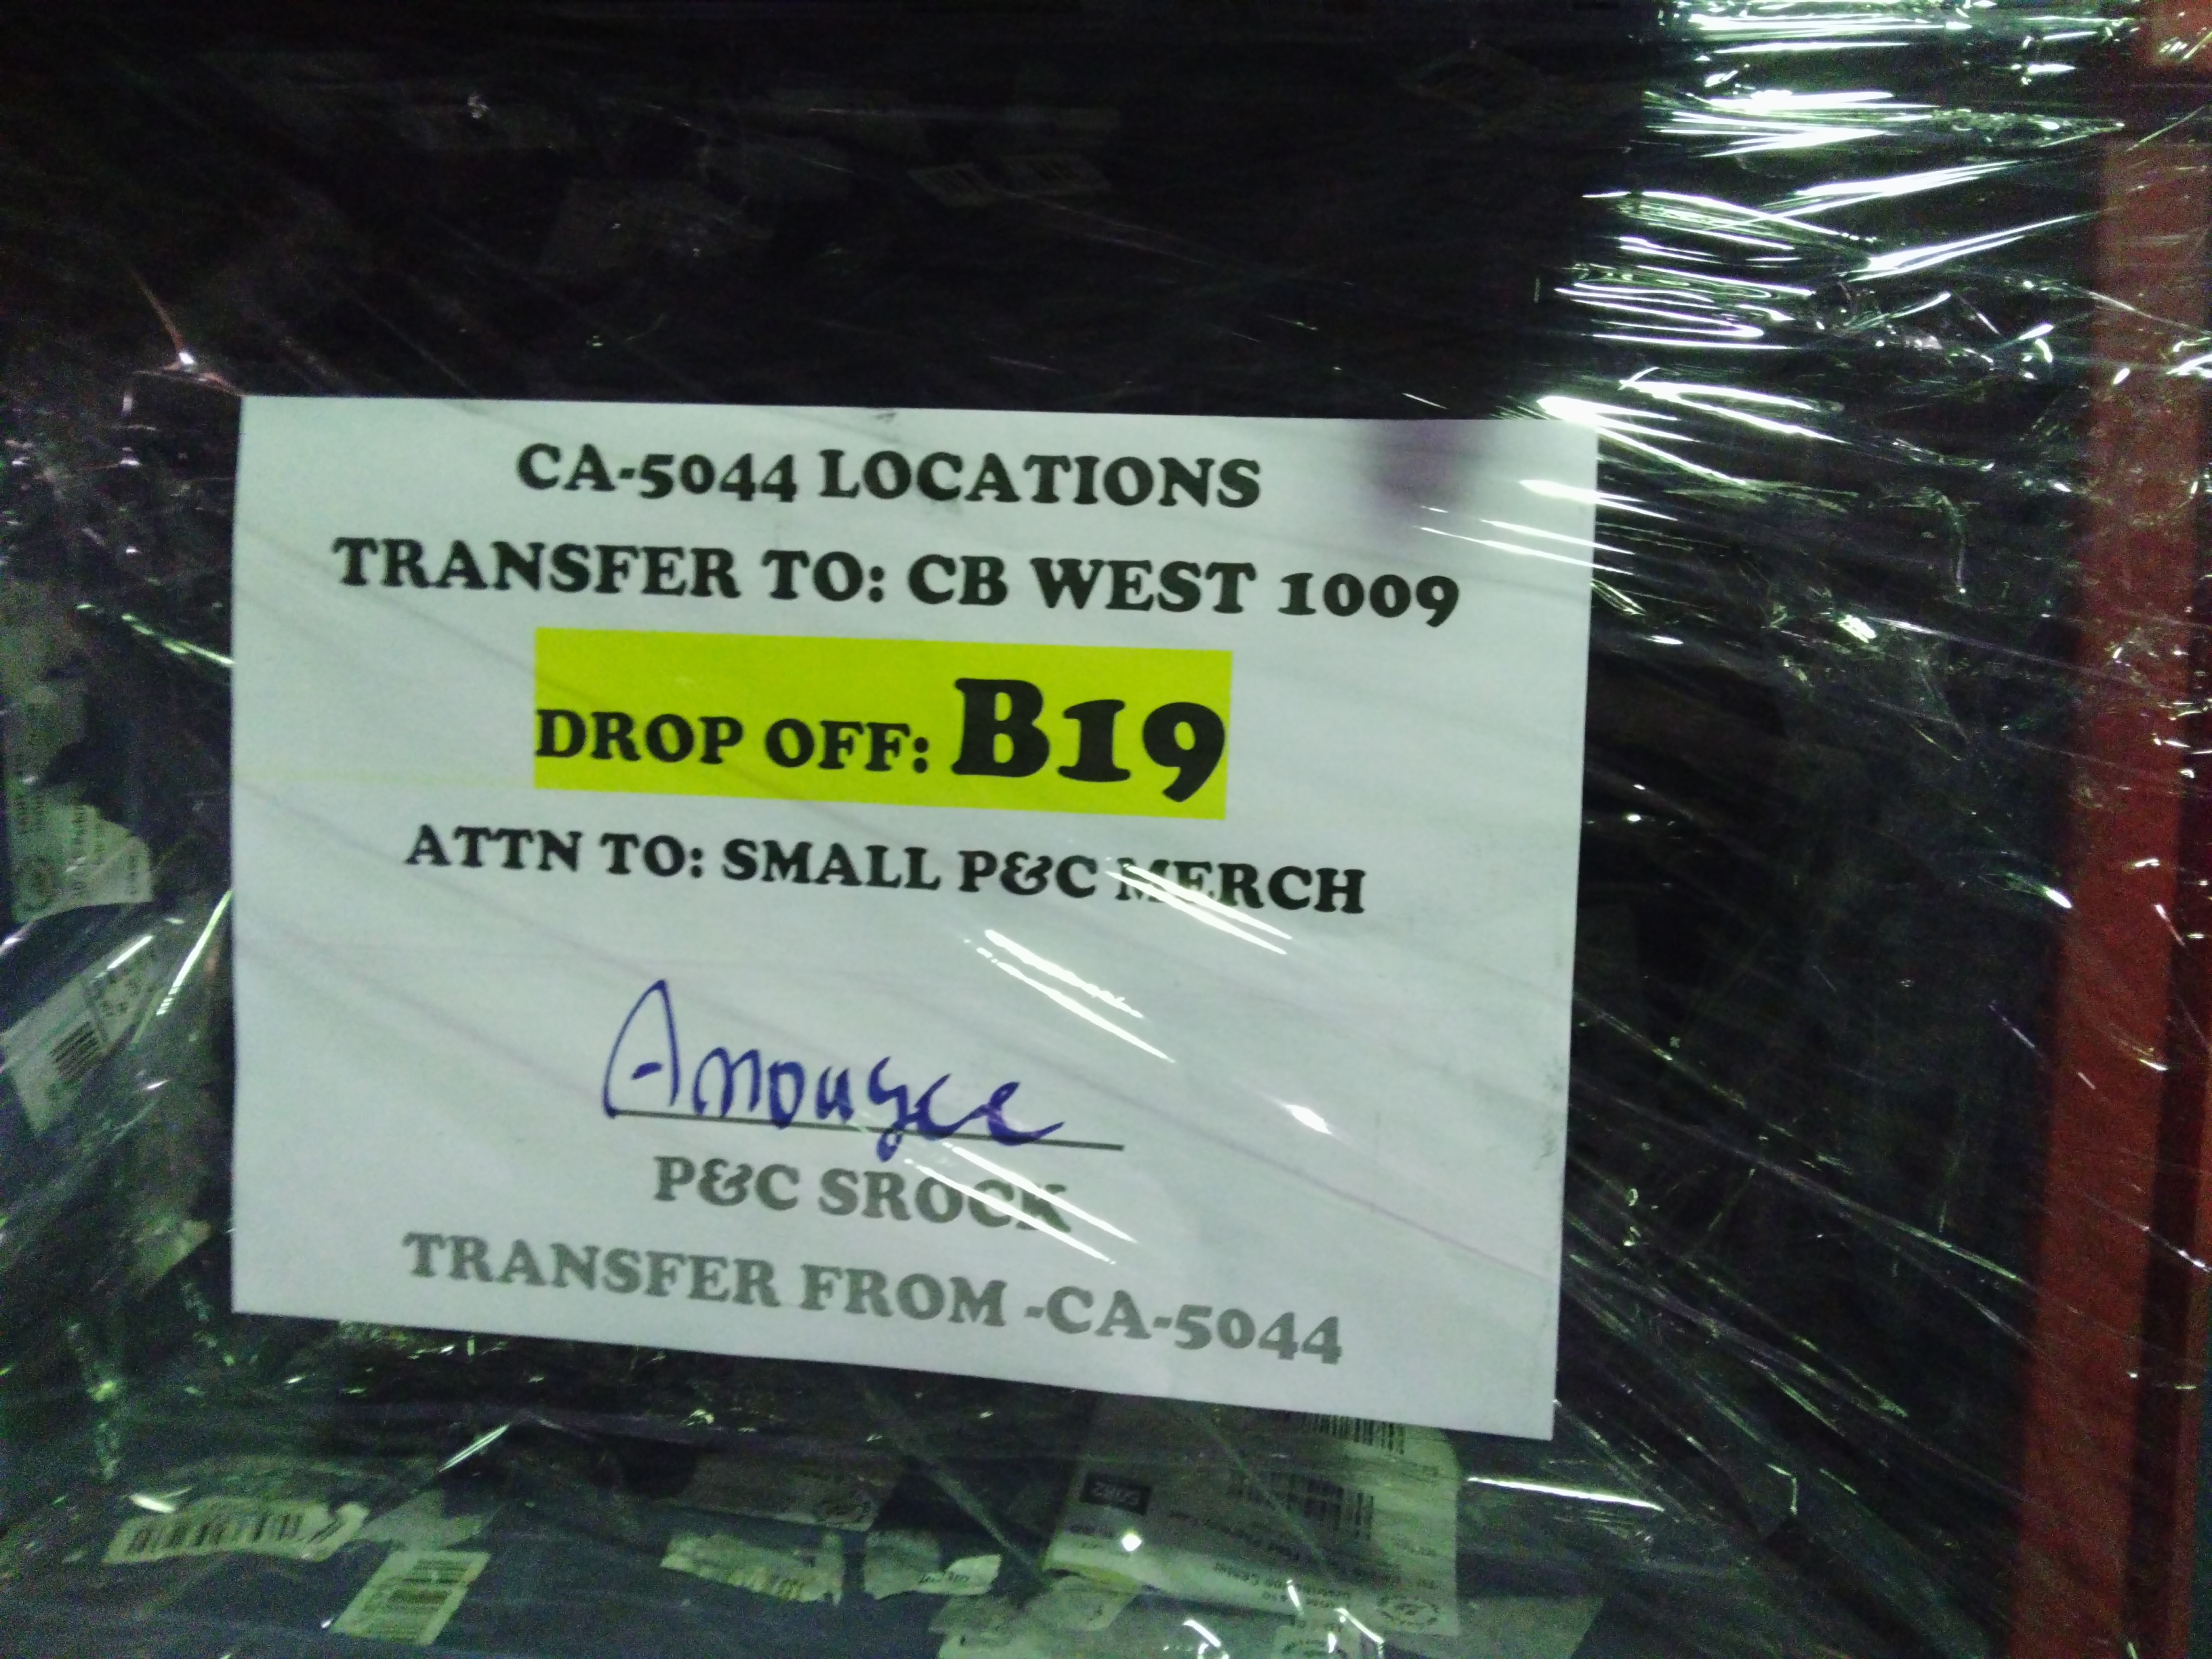 CA-5044 LOCATIONS
TRANSFER TO: CB WEST 1009
DROP OFF: B19
ATTN TO: SMALL P&C MERCH
P&C SROCK
TRANSFER FROM -CA-5044